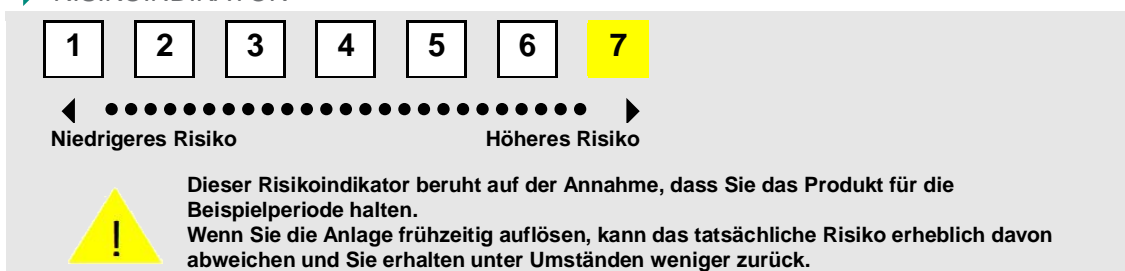 1 2 3 4 5 6 7
Niedrigeres Risiko Höheres Risiko
Dieser Risikoindikator beruht auf der Annahme, dass Sie das Produkt für die
Beispielperiode halten.
! Wenn Sie die Anlage frühzeitig auflösen, kann das tatsächliche Risiko erheblich davon
abweichen und Sie erhalten unter Umständen weniger zurück.